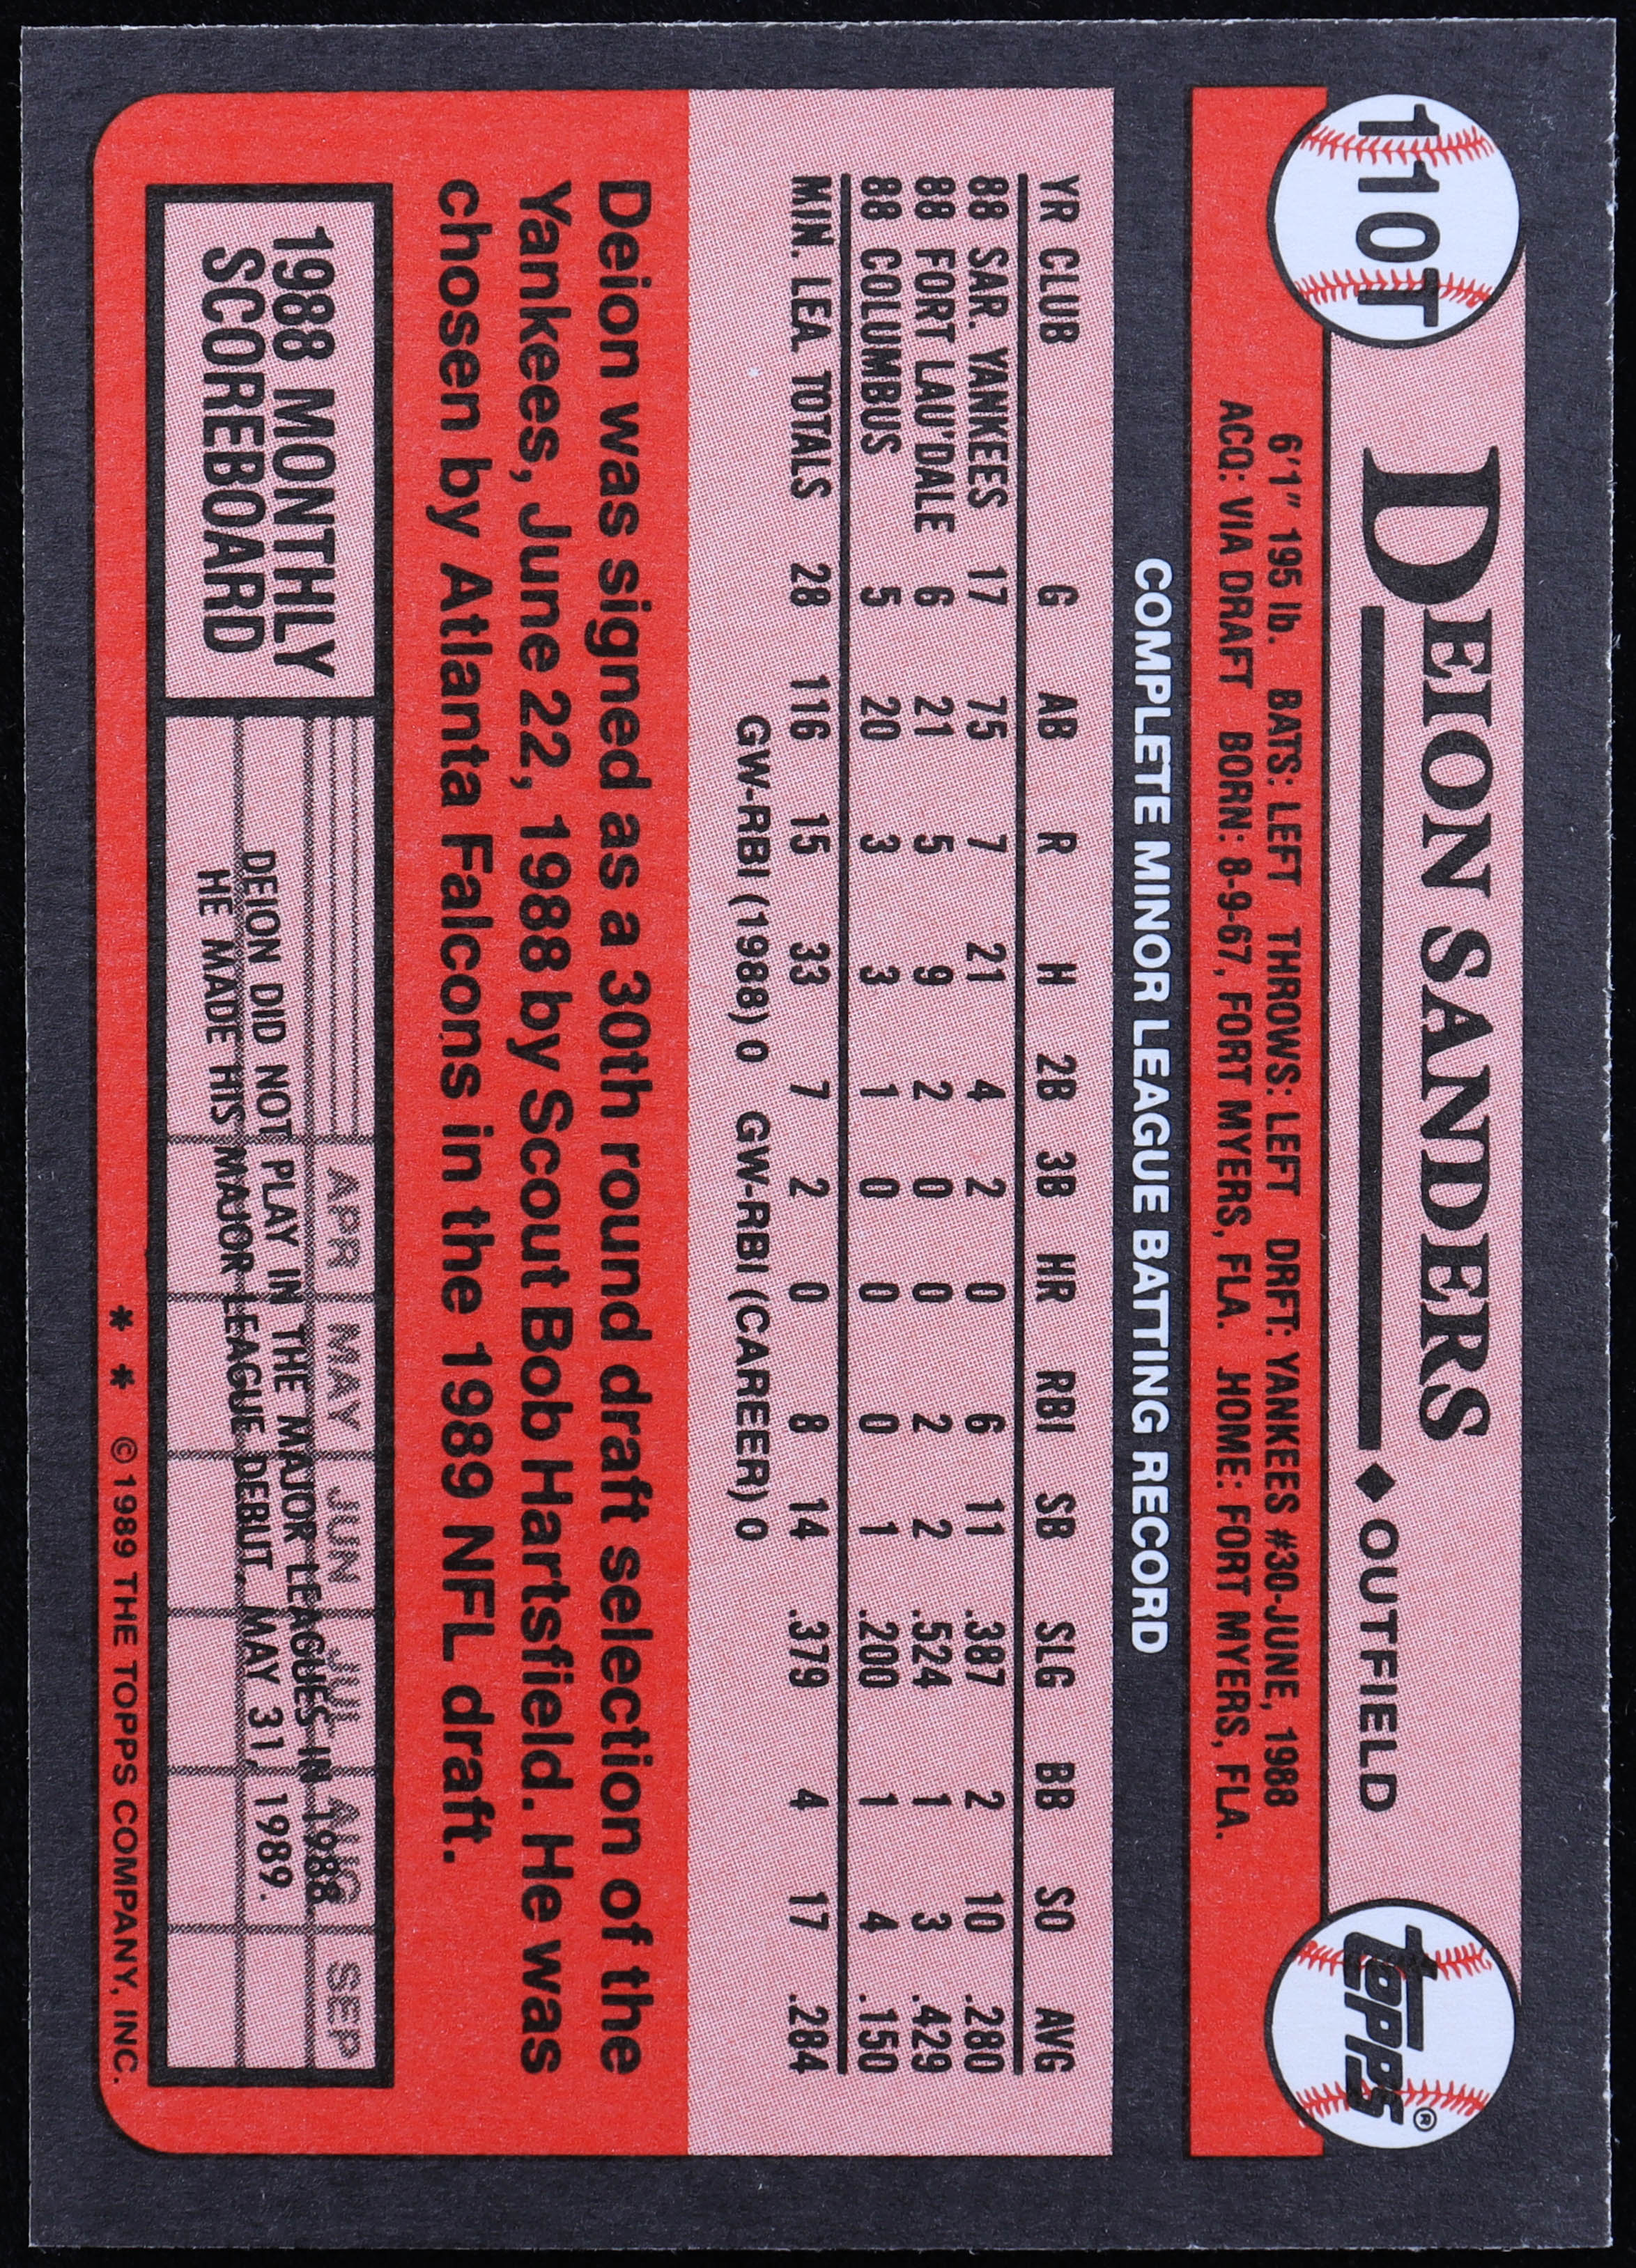 110T
DEION SANDERS ◆ OUTFIELD
topps®
6'1" 195 lb. BATS: LEFT THROWS: LEFT DRFT: YANKEES #30-JUNE, 1988
ACQ: VIA DRAFT BORN: 8-9-67, FORT MYERS, FLA. HOME: FORT MYERS, FLA.
COMPLETE MINOR LEAGUE BATTING RECORD
YR CLUB G AB R H 2B 3B HR RBI SB SLG BB SO AVG
88 SAR. YANKEES 17 75 7 21 4 2 0 6 11 .387 2 10 .280
88 FORT LAU'DALE 6 21 5 9 2 0 0 2 2 .524 1 3 .429
88 COLUMBUS 5 20 3 3 1 0 0 0 1 .200 1 4 .150
MIN. LEA. TOTALS 28 116 15 33 7 2 0 8 14 .379 4 17 .284
GW-RBI (1988) 0 GW-RBI (CAREER) 0
Deion was signed as a 30th round draft selection of the
Yankees, June 22, 1988 by Scout Bob Hartsfield. He was
chosen by Atlanta Falcons in the 1989 NFL draft.
1988 MONTHLY
SCOREBOARD
APR MAY JUN JUL AUG SEP
DEION DID NOT PLAY IN THE MAJOR LEAGUES IN 1988.
HE MADE HIS MAJOR LEAGUE DEBUT, MAY 31, 1989.
* * © 1989 THE TOPPS COMPANY, INC.